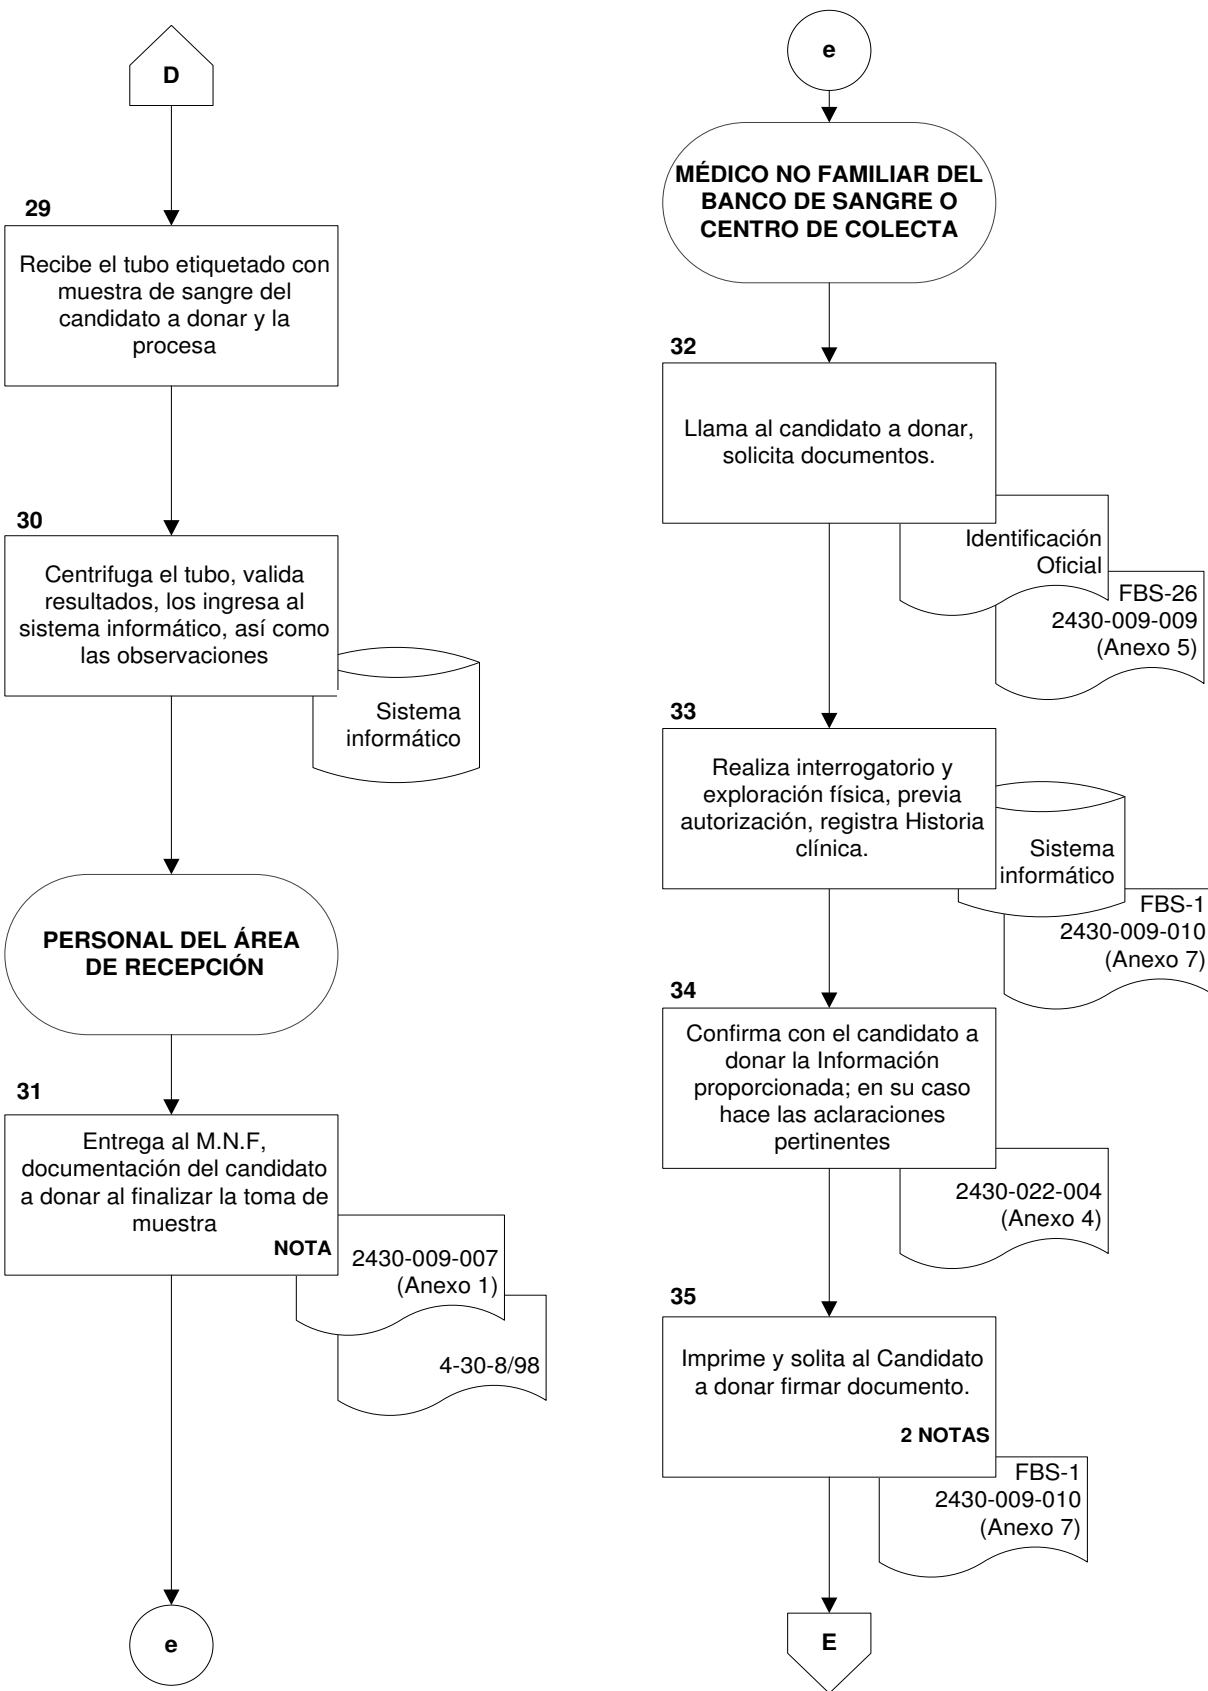 D
29
Recibe el tubo etiquetado con
muestra de sangre del
candidato a donar y la
procesa
30
Centrifuga el tubo, valida
resultados, los ingresa al
sistema informático, así como
las observaciones
Sistema
informático
PERSONAL DEL ÁREA
DE RECEPCIÓN
31
Entrega al M.N.F,
documentación del candidato
a donar al finalizar la toma de
muestra
NOTA
2430-009-007
(Anexo 1)
4-30-8/98
e
e
MÉDICO NO FAMILIAR DEL
BANCO DE SANGRE O
CENTRO DE COLECTA
32
Llama al candidato a donar,
solicita documentos.
Identificación
Oficial
FBS-26
2430-009-009
(Anexo 5)
33
Realiza interrogatorio y
exploración física, previa
autorización, registra Historia
clínica.
Sistema
informático
FBS-1
2430-009-010
(Anexo 7)
34
Confirma con el candidato a
donar la Información
proporcionada; en su caso
hace las aclaraciones
pertinentes
2430-022-004
(Anexo 4)
35
Imprime y solita al Candidato
a donar firmar documento.
2 NOTAS
FBS-1
2430-009-010
(Anexo 7)
E